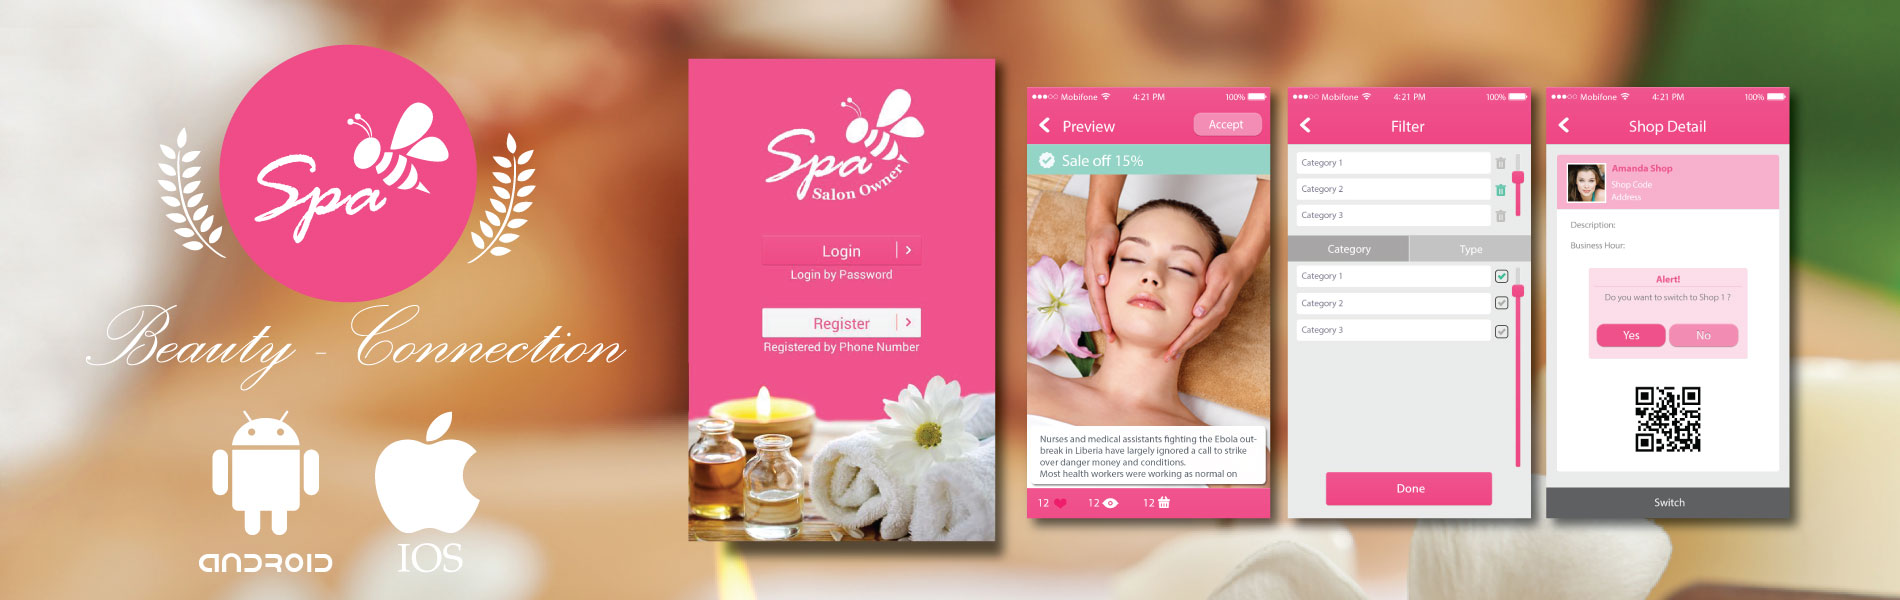 Spa
Beauty - Connection
ANDROID
IOS
Spa
Salon Owner
Login
Login by Password
Register
Registered by Phone Number
Mobifone 4:21 PM 100%
Preview Accept
Sale off 15%
Nurses and medical assistants fighting the Ebola out-
break in Liberia have largely ignored a call to strike
over danger money and conditions.
Most health workers were working as normal on
12 12 12
Mobifone 4:21 PM 100%
Filter
Category 1
Category 2
Category 3
Category Type
Category 1
Category 2
Category 3
Done
Mobifone 4:21 PM 100%
Shop Detail
Amanda Shop
Shop Code
Address
Description:
Business Hour:
Alert!
Do you want to switch to Shop 1 ?
Yes No
Switch